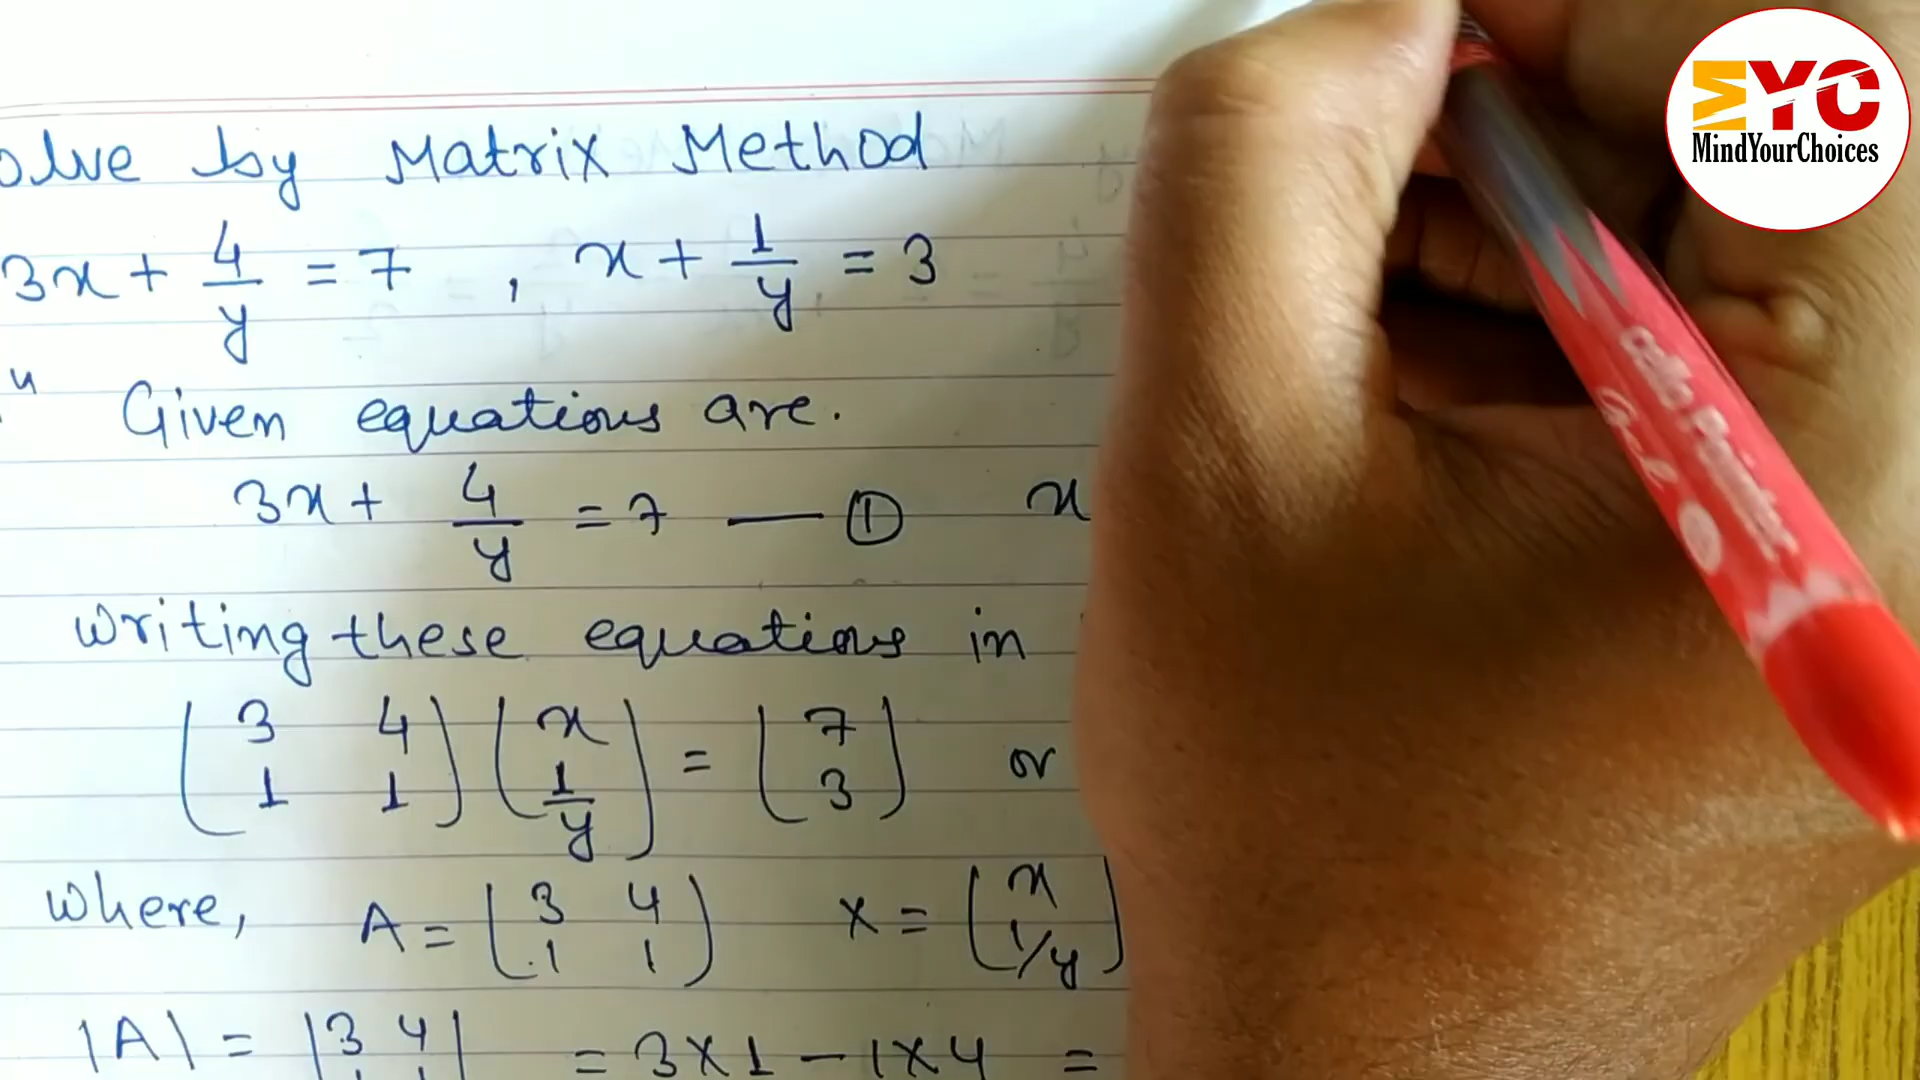 olve by Matrix Method
3x + 4/y = 7 , x + 1/y = 3
Given equations are.
3x + 4/y = 7 — ① x
Writing these equations in
(3 4
1 1) (x
1/y) = (7
3) or
where, A = (3 4
1 1) X = (x
1/y)
|A| = |3 4| = 3×1 – 1×4 =
MYC
MindYourChoices